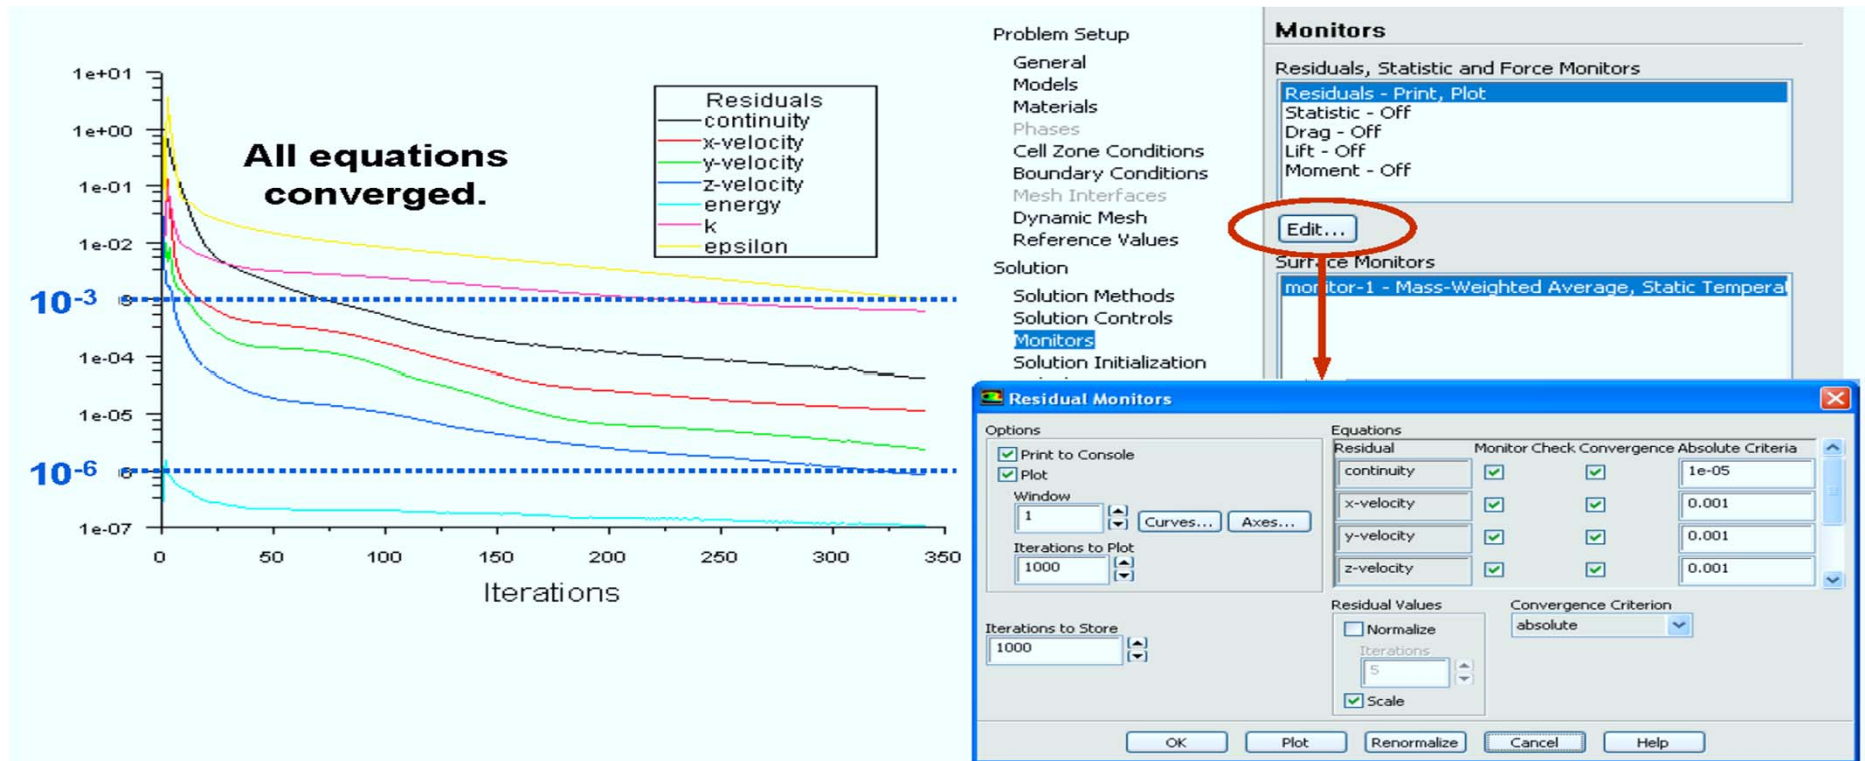 All equations
converged.
1e+01
1e+00
1e-01
1e-02
10-3
1e-04
1e-05
10-6
1e-07
0
50
100
150
200
250
300
350
Iterations
Residuals
continuity
x-velocity
y-velocity
z-velocity
energy
k
epsilon
Problem Setup
General
Models
Materials
Phases
Cell Zone Conditions
Boundary Conditions
Mesh Interfaces
Dynamic Mesh
Reference Values
Solution
Solution Methods
Solution Controls
Monitors
Solution Initialization
Monitors
Residuals, Statistic and Force Monitors
Residuals - Print, Plot
Statistic - Off
Drag - Off
Lift - Off
Moment - Off
Edit...
Surface Monitors
monitor-1 - Mass-Weighted Average, Static Tempera
Residual Monitors
Options
Print to Console
Plot
Window
1
Curves...
Axes...
Iterations to Plot
1000
Iterations to Store
1000
Equations
Residual Monitor Check Convergence Absolute Criteria
continuity 1e-05
x-velocity 0.001
y-velocity 0.001
z-velocity 0.001
Residual Values
Normalize
Iterations
5
Scale
Convergence Criterion
absolute
OK
Plot
Renormalize
Cancel
Help